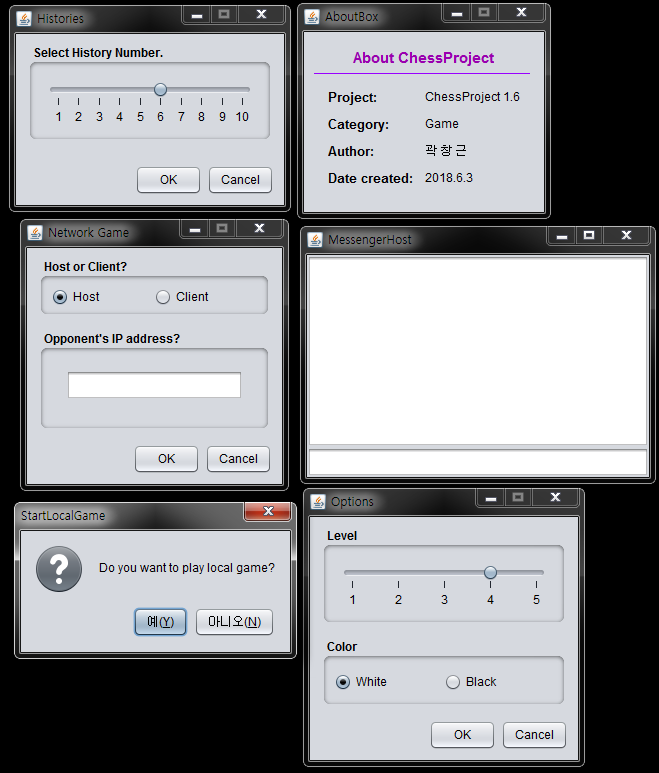 Histories
Select History Number.
1 2 3 4 5 6 7 8 9 10
OK Cancel
AboutBox
About ChessProject
Project: ChessProject 1.6
Category: Game
Author: 곽창근
Date created: 2018.6.3
Network Game
Host or Client?
Host Client
Opponent's IP address?
OK Cancel
MessengerHost
StartLocalGame
Do you want to play local game?
예(Y) 아니오(N)
Options
Level
1 2 3 4 5
Color
White Black
OK Cancel